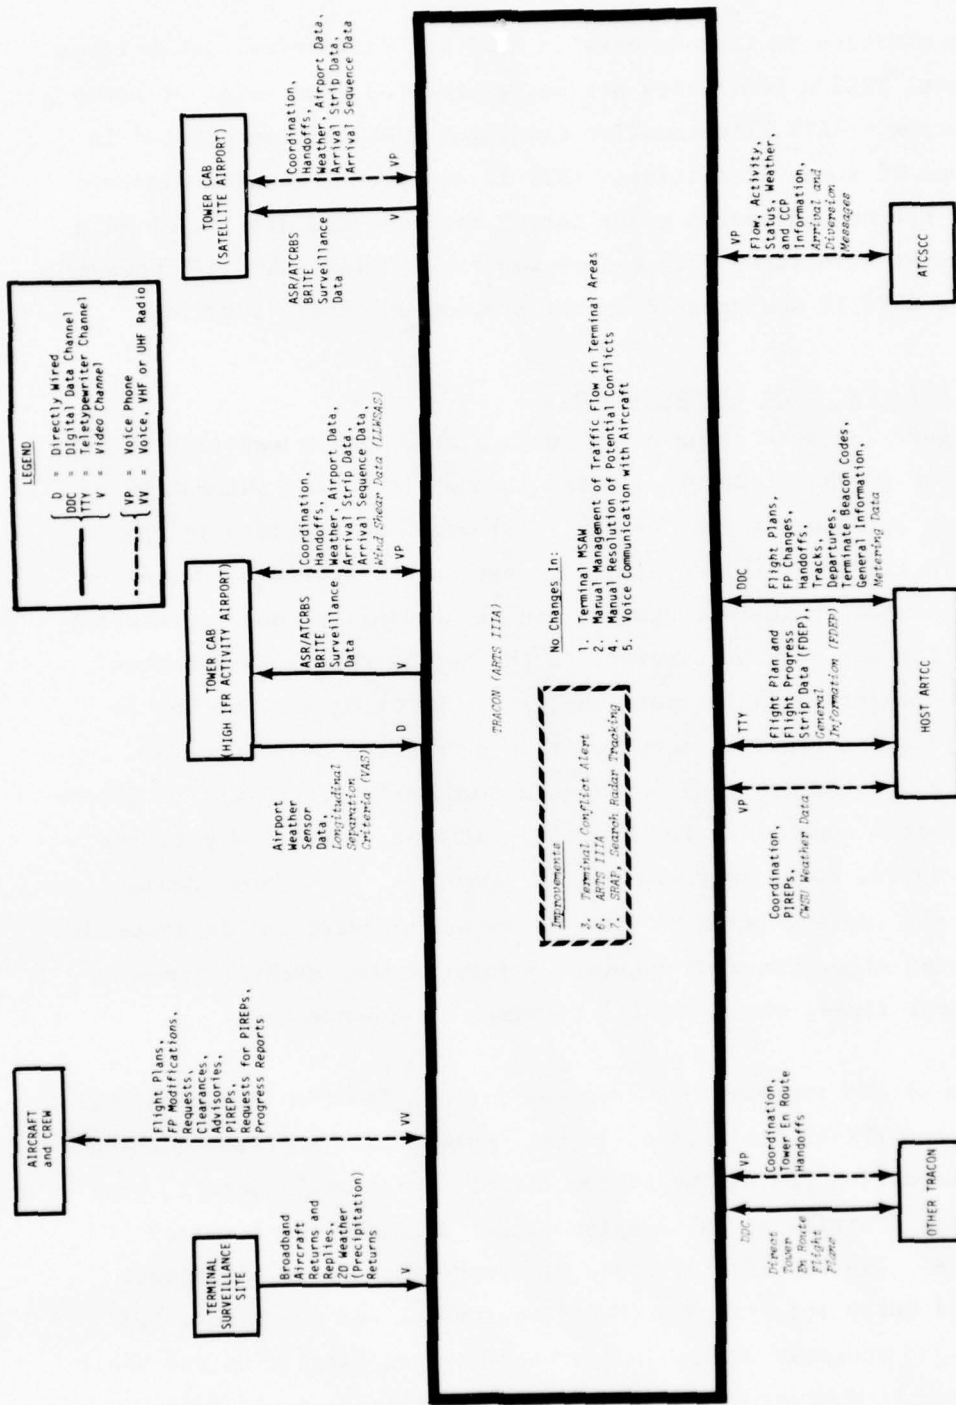 LEGEND
D = Directly Wired
DDC = Digital Data Channel
TTY = Teletypewriter Channel
V = Video Channel
VP = Voice Phone
VV = Voice, VHF or UHF Radio
TERMINAL
SURVEILLANCE
SITE
Broadband
Aircraft
Returns and
Replies,
2D Weather
(Precipitation)
Returns
V
AIRCRAFT
and CREW
Flight Plans,
FP Modifications,
Requests,
Clearances,
Advisories,
PIREPs,
Requests for PIREPs,
Progress Reports
VV
TOWER CAB
(HIGH IFR ACTIVITY AIRPORT)
Airport
Weather
Sensor
Data,
Longitudinal
Separation
Criteria (VAS)
D
ASR/ATCRBS
BRITE
Surveillance
Data
V
Coordination,
Handoffs,
Weather, Airport Data,
Arrival Strip Data,
Arrival Sequence Data,
Wind Shear Data (LLWSAS)
VP
TOWER CAB
(SATELLITE AIRPORT)
ASR/ATCRBS
BRITE
Surveillance
Data
V
Coordination,
Handoffs,
Weather, Airport Data,
Arrival Strip Data,
Arrival Sequence Data
VP
TRACON (ARTS IIIA)
Improvements
3. Terminal Conflict Alert
6. ARTS IIIA
7. SRAP, Search Radar Tracking
No Changes In:
1. Terminal MSAW
2. Manual Management of Traffic Flow in Terminal Areas
4. Manual Resolution of Potential Conflicts
5. Voice Communication with Aircraft
DDC
Direct
Tower
En Route
Flight
Plans
VP
Coordination,
Tower En Route
Handoffs
OTHER TRACON
VP
Coordination,
PIREPs,
CWSU Weather Data
TTY
Flight Plan and
Flight Progress
Strip Data (FDEP),
General
Information (FDEP)
DDC
Flight Plans,
FP Changes,
Handoffs,
Tracks,
Departures,
Terminate Beacon Codes,
General Information,
Metering Data
HOST ARTCC
VP
Flow, Activity,
Status, Weather,
and CCP
Information,
Arrival and
Diversion
Messages
ATCSCC